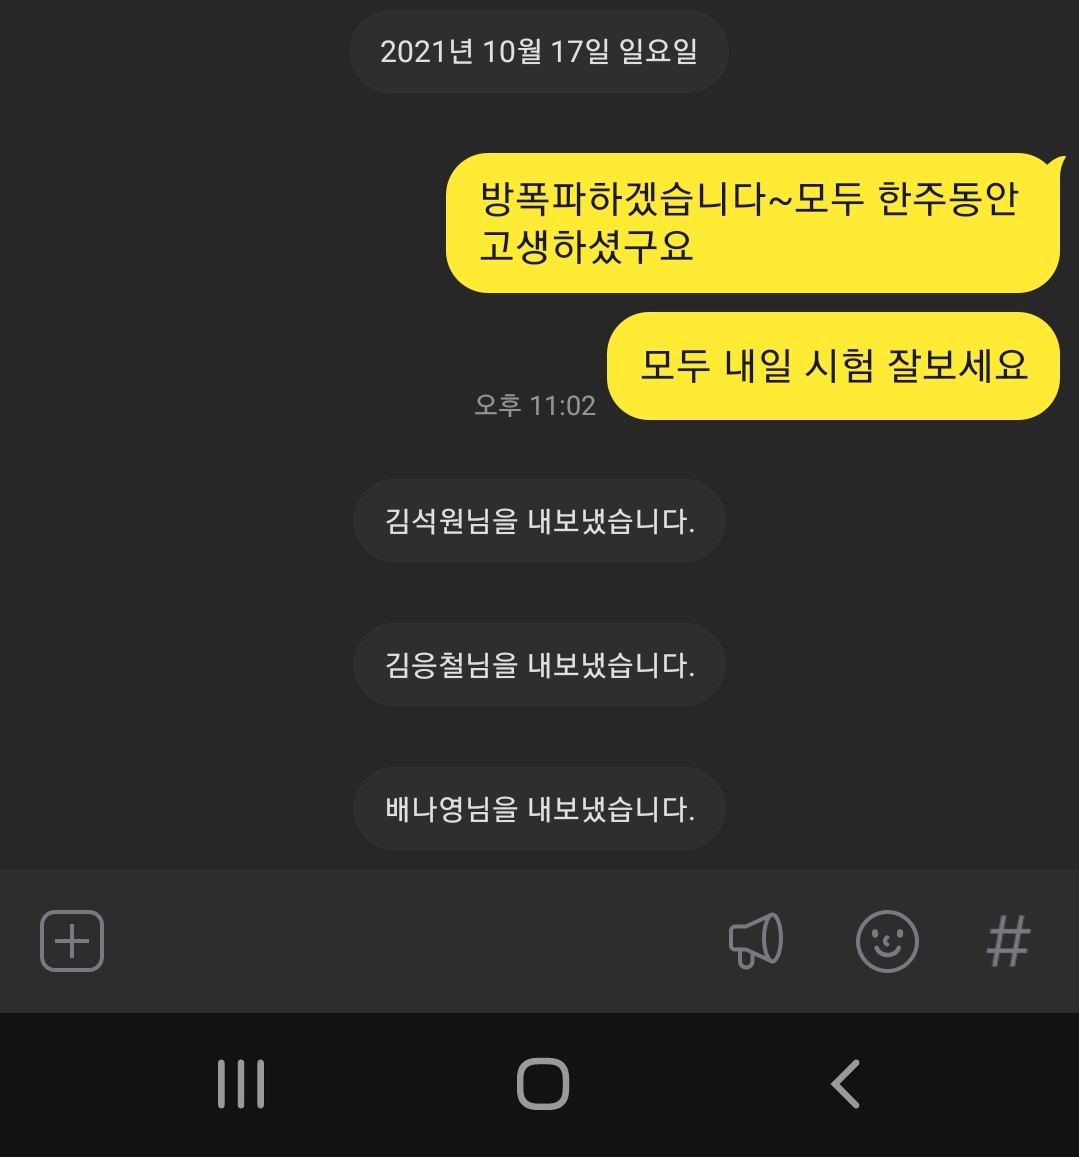 2021년 10월 17일 일요일
방폭파하겠습니다~모두 한주동안
고생하셨구요
모두 내일 시험 잘보세요
오후 11:02
김석원님을 내보냈습니다.
김응철님을 내보냈습니다.
배나영님을 내보냈습니다.
#